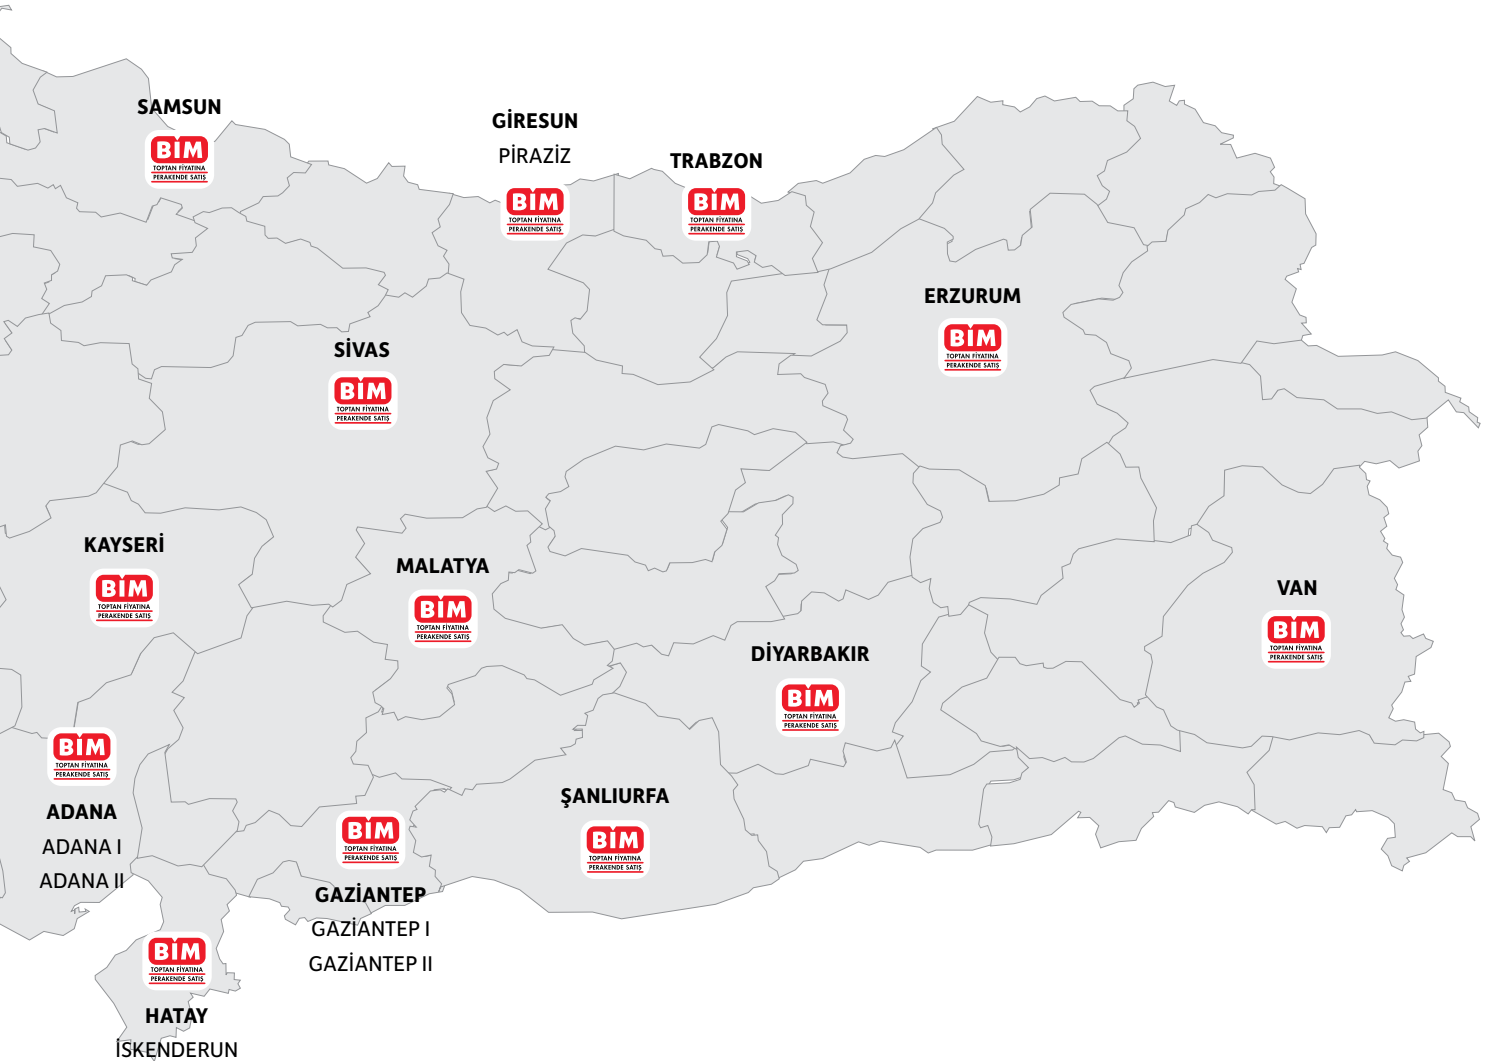 SAMSUN
BİM
TOPTAN FİYATINA
PERAKENDE SATIŞ
GİRESUN
PİRAZİZ
BİM
TOPTAN FİYATINA
PERAKENDE SATIŞ
TRABZON
BİM
TOPTAN FİYATINA
PERAKENDE SATIŞ
ERZURUM
BİM
TOPTAN FİYATINA
PERAKENDE SATIŞ
SİVAS
BİM
TOPTAN FİYATINA
PERAKENDE SATIŞ
KAYSERİ
BİM
TOPTAN FİYATINA
PERAKENDE SATIŞ
MALATYA
BİM
TOPTAN FİYATINA
PERAKENDE SATIŞ
VAN
BİM
TOPTAN FİYATINA
PERAKENDE SATIŞ
DİYARBAKIR
BİM
TOPTAN FİYATINA
PERAKENDE SATIŞ
BİM
TOPTAN FİYATINA
PERAKENDE SATIŞ
ADANA
ADANA I
ADANA II
ŞANLIURFA
BİM
TOPTAN FİYATINA
PERAKENDE SATIŞ
BİM
TOPTAN FİYATINA
PERAKENDE SATIŞ
GAZİANTEP
GAZİANTEP I
GAZİANTEP II
BİM
TOPTAN FİYATINA
PERAKENDE SATIŞ
HATAY
İSKENDERUN